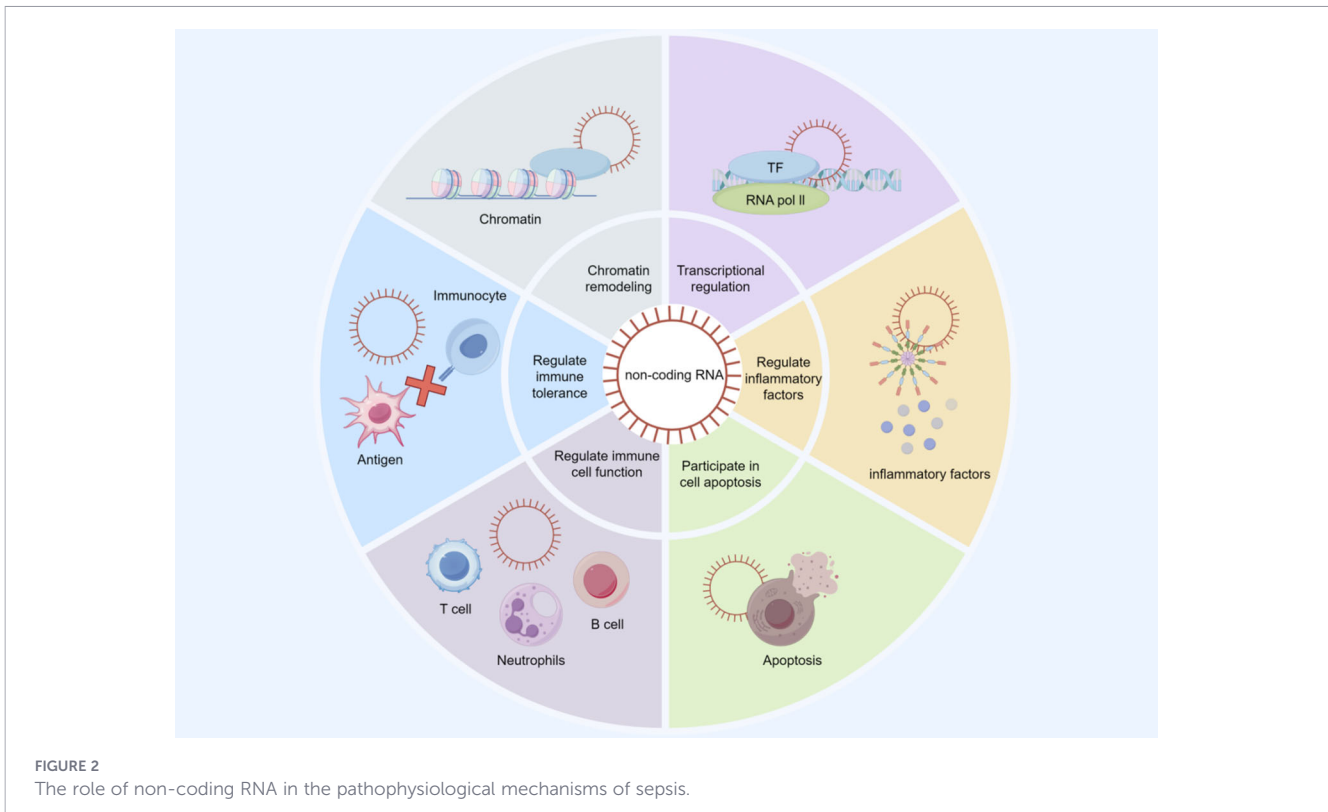 TF
RNA pol II
Chromatin
Chromatin
remodeling
Transcriptional
regulation
Immunocyte
Regulate
immune
tolerance
non-coding RNA
Regulate
inflammatory
factors
Antigen
inflammatory factors
Regulate immune
cell function
Participate in
cell apoptosis
T cell
B cell
Neutrophils
Apoptosis
FIGURE 2
The role of non-coding RNA in the pathophysiological mechanisms of sepsis.